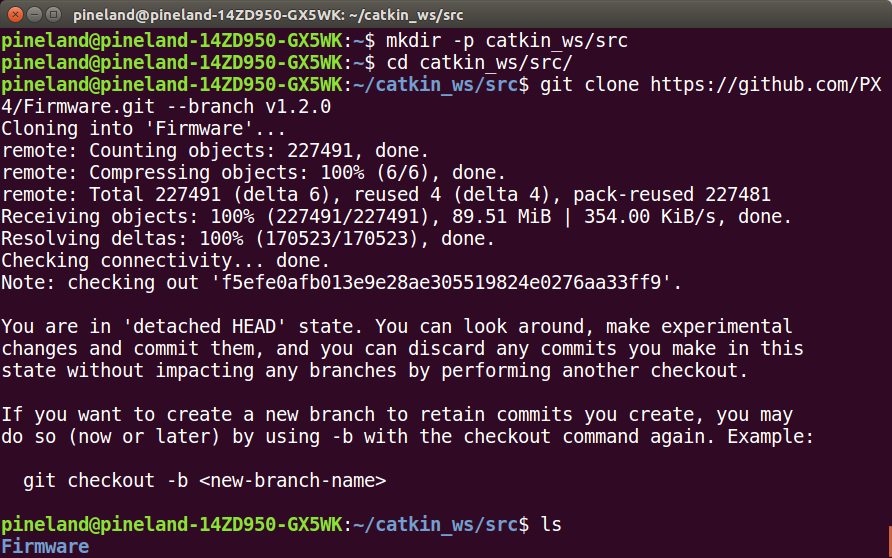 pineland@pineland-14ZD950-GX5WK: ~/catkin_ws/src
pineland@pineland-14ZD950-GX5WK:~$ mkdir -p catkin_ws/src
pineland@pineland-14ZD950-GX5WK:~$ cd catkin_ws/src/
pineland@pineland-14ZD950-GX5WK:~/catkin_ws/src$ git clone https://github.com/PX
4/Firmware.git --branch v1.2.0
Cloning into 'Firmware'...
remote: Counting objects: 227491, done.
remote: Compressing objects: 100% (6/6), done.
remote: Total 227491 (delta 6), reused 4 (delta 4), pack-reused 227481
Receiving objects: 100% (227491/227491), 89.51 MiB | 354.00 KiB/s, done.
Resolving deltas: 100% (170523/170523), done.
Checking connectivity... done.
Note: checking out 'f5efe0afb013e9e28ae305519824e0276aa33ff9'.

You are in 'detached HEAD' state. You can look around, make experimental
changes and commit them, and you can discard any commits you make in this
state without impacting any branches by performing another checkout.

If you want to create a new branch to retain commits you create, you may
do so (now or later) by using -b with the checkout command again. Example:

  git checkout -b <new-branch-name>

pineland@pineland-14ZD950-GX5WK:~/catkin_ws/src$ ls
Firmware